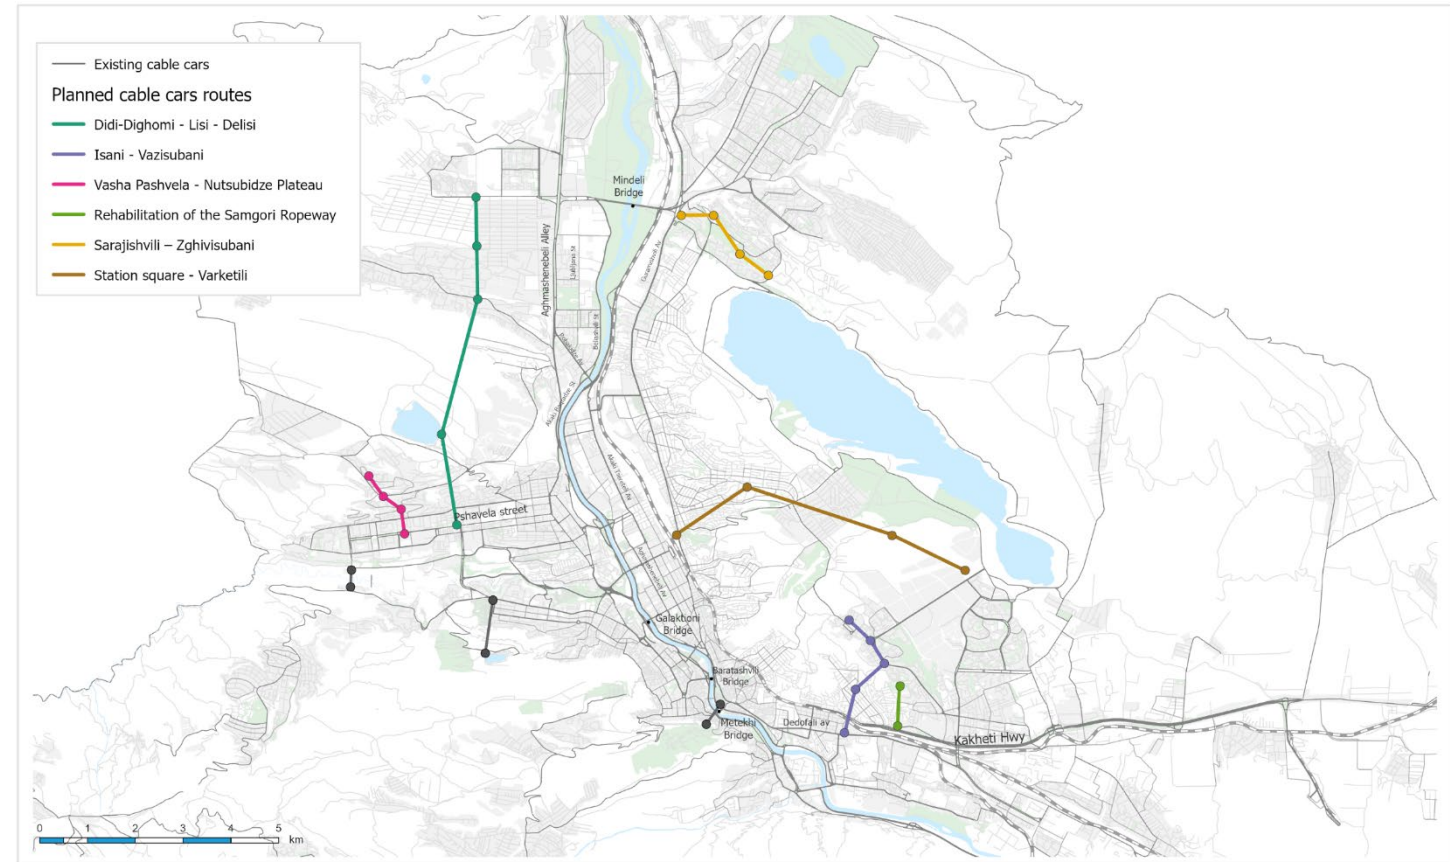 Existing cable cars
Planned cable cars routes
Didi-Dighomi - Lisi - Delisi
Isani - Vazisubani
Vasha Pashvela - Nutsubidze Plateau
Rehabilitation of the Samgori Ropeway
Sarajishvili – Zghivisubani
Station square - Varketili
Mindeli
Bridge
Aghmashenebeli Alley
Pshavela street
Galaktioni
Bridge
Baratashvili
Bridge
Metekhi
Bridge
Dedofali av
Kakheti Hwy
0 1 2 3 4 5
km